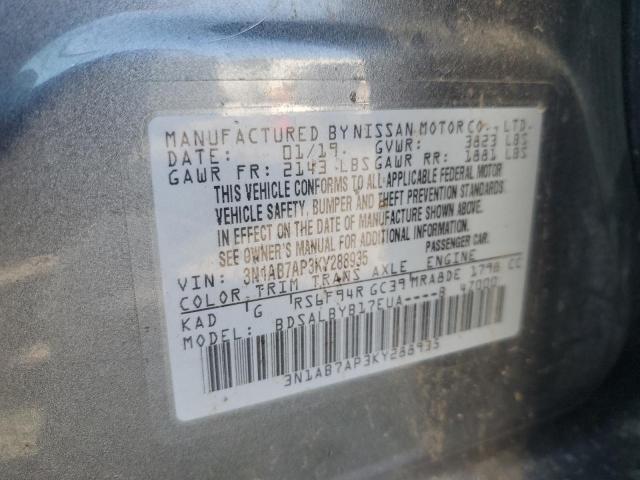 MANUFACTURED BY NISSAN MOTOR CO., LTD.
DATE: 01/19 GVWR: 3823 LBS
GAWR FR: 2143 LBS GAWR RR: 1881 LBS
THIS VEHICLE CONFORMS TO ALL APPLICABLE FEDERAL MOTOR
VEHICLE SAFETY, BUMPER AND THEFT PREVENTION STANDARDS
IN EFFECT ON THE DATE OF MANUFACTURE SHOWN ABOVE.
SEE OWNER'S MANUAL FOR ADDITIONAL INFORMATION.
VIN: 3N1AB7AP3KY288935 PASSENGER CAR
COLOR TRIM TRANS AXLE ENGINE
KAD G RS6F94R GC39 MRA8DE 1798 CC
MODEL: BDSALBYB17EUA----B 47000
3N1AB7AP3KY288935